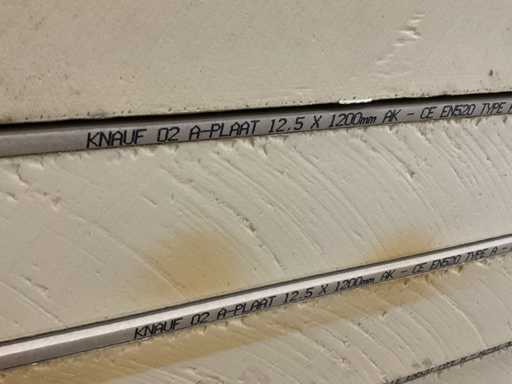 KNAUF 02 A-PLAAT 12.5 X 1200mm AK - CE EN520 TYPE
KNAUF 02 A-PLAAT 12.5 X 1200mm AK - CE EN520 TYPE A -